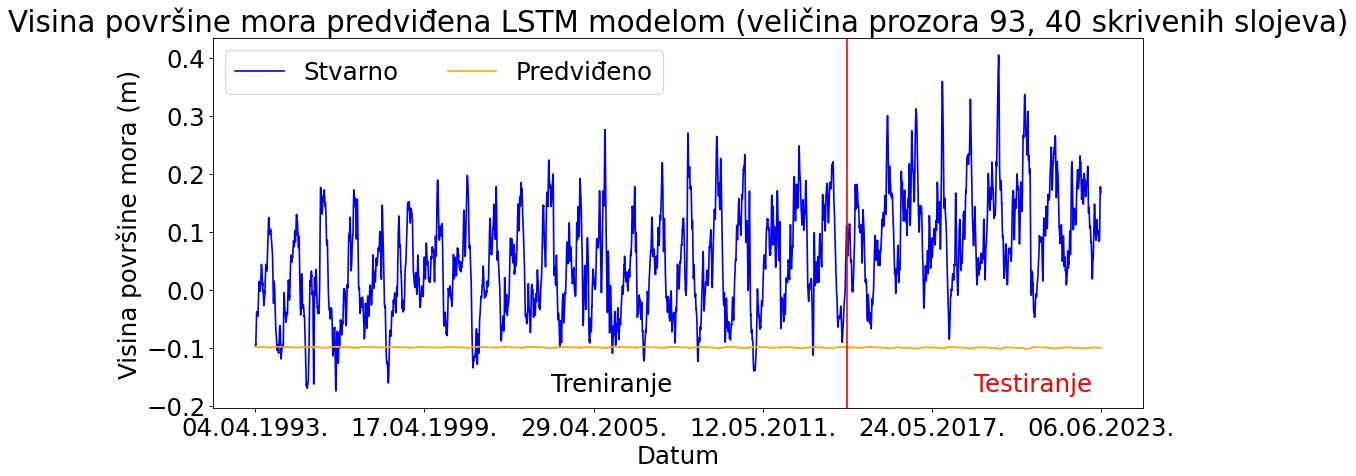 Visina površine mora predviđena LSTM modelom (veličina prozora 93, 40 skrivenih slojeva)
Stvarno
Predviđeno
Visina površine mora (m)
0.4
0.3
0.2
0.1
0.0
−0.1
−0.2
Treniranje
Testiranje
04.04.1993.
17.04.1999.
29.04.2005.
12.05.2011.
24.05.2017.
06.06.2023.
Datum